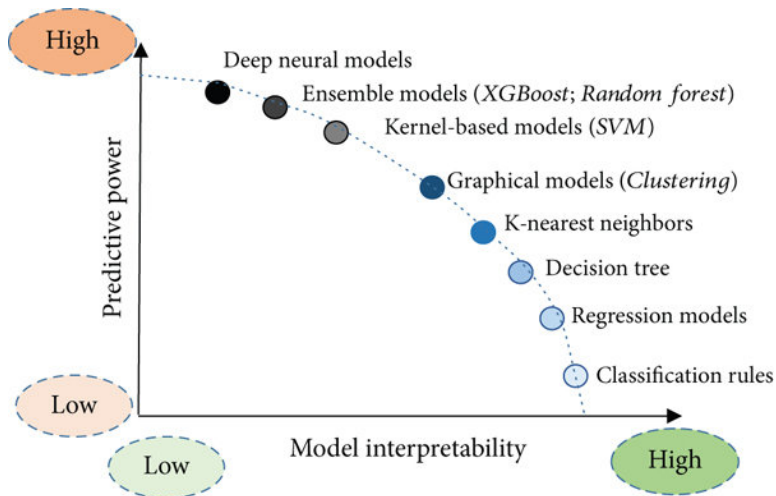 High
Deep neural models
Ensemble models (XGBoost; Random forest)
Kernel-based models (SVM)
Graphical models (Clustering)
K-nearest neighbors
Decision tree
Regression models
Classification rules
Predictive power
Low
Model interpretability
Low
High